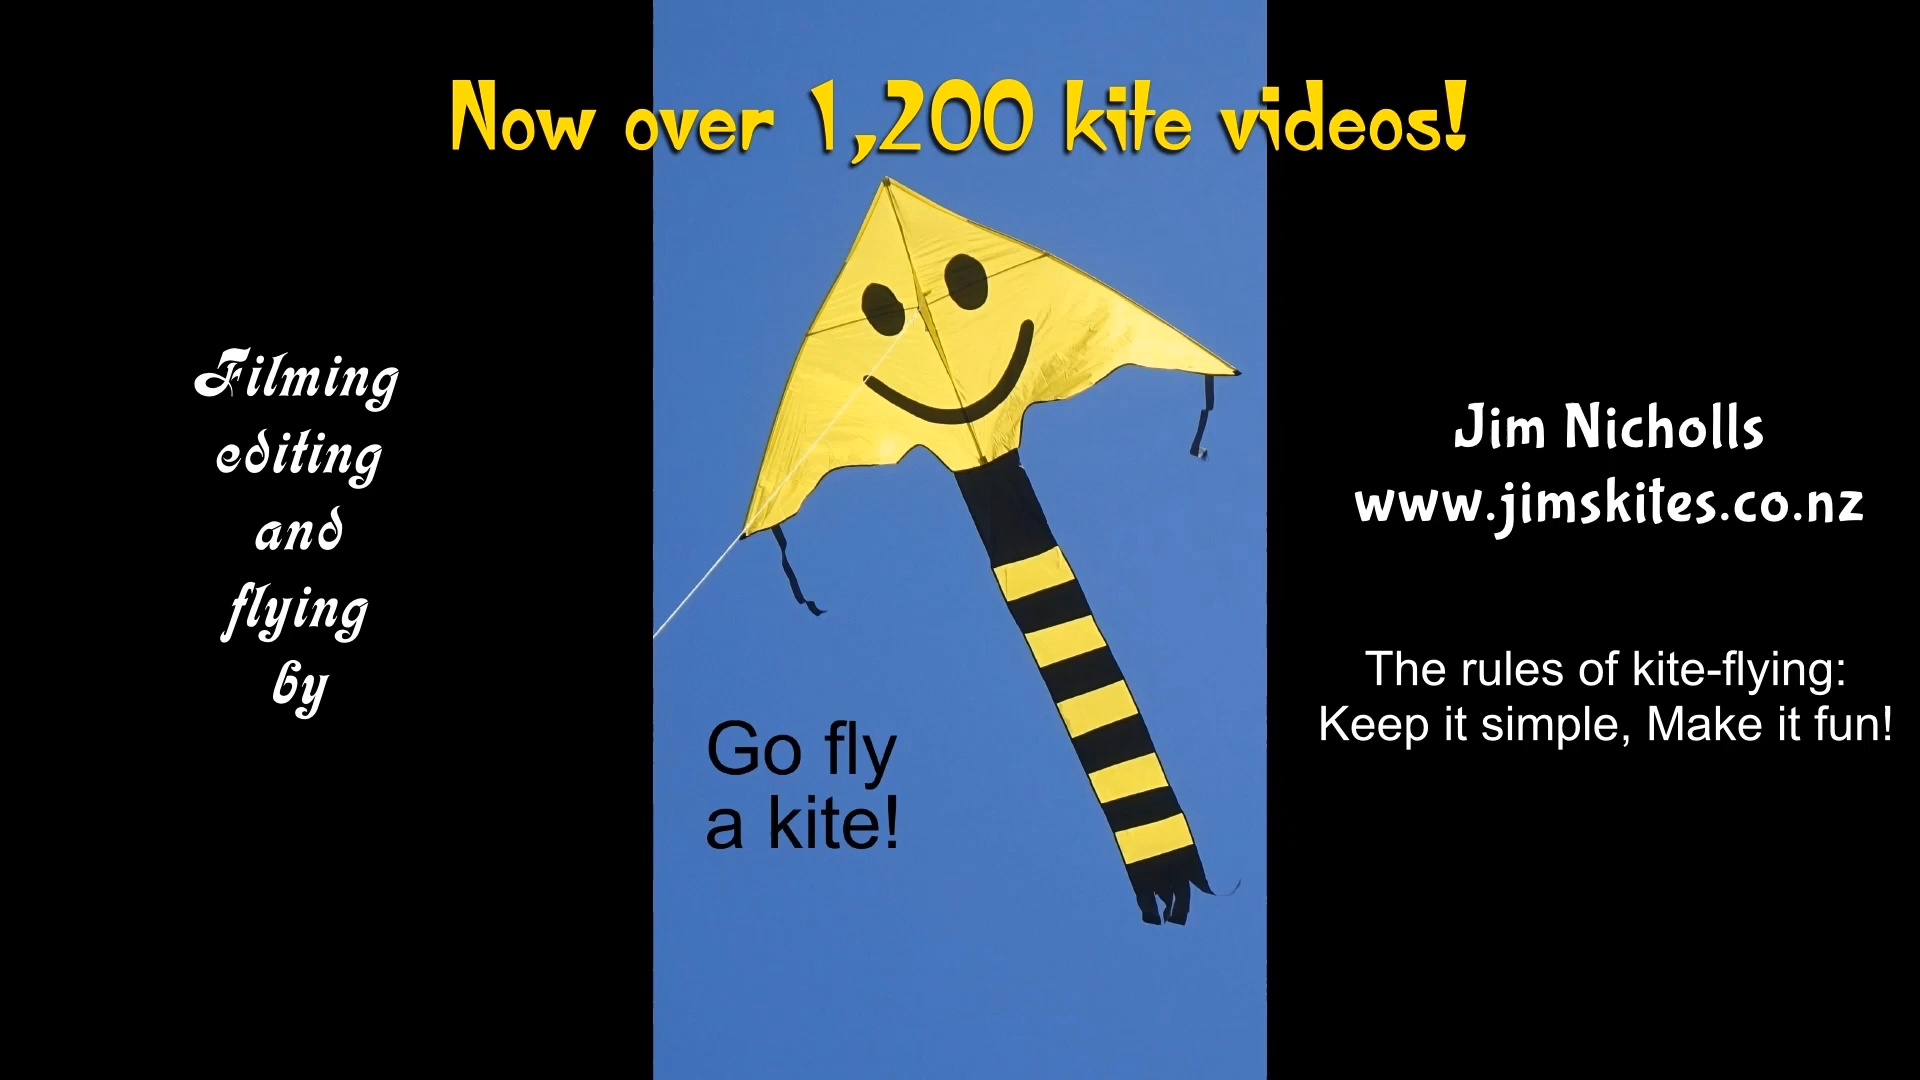 Now over 1,200 kite videos!
Filming
editing
and
flying
by
Jim Nicholls
www.jimskites.co.nz
The rules of kite-flying:
Keep it simple, Make it fun!
Go fly
a kite!